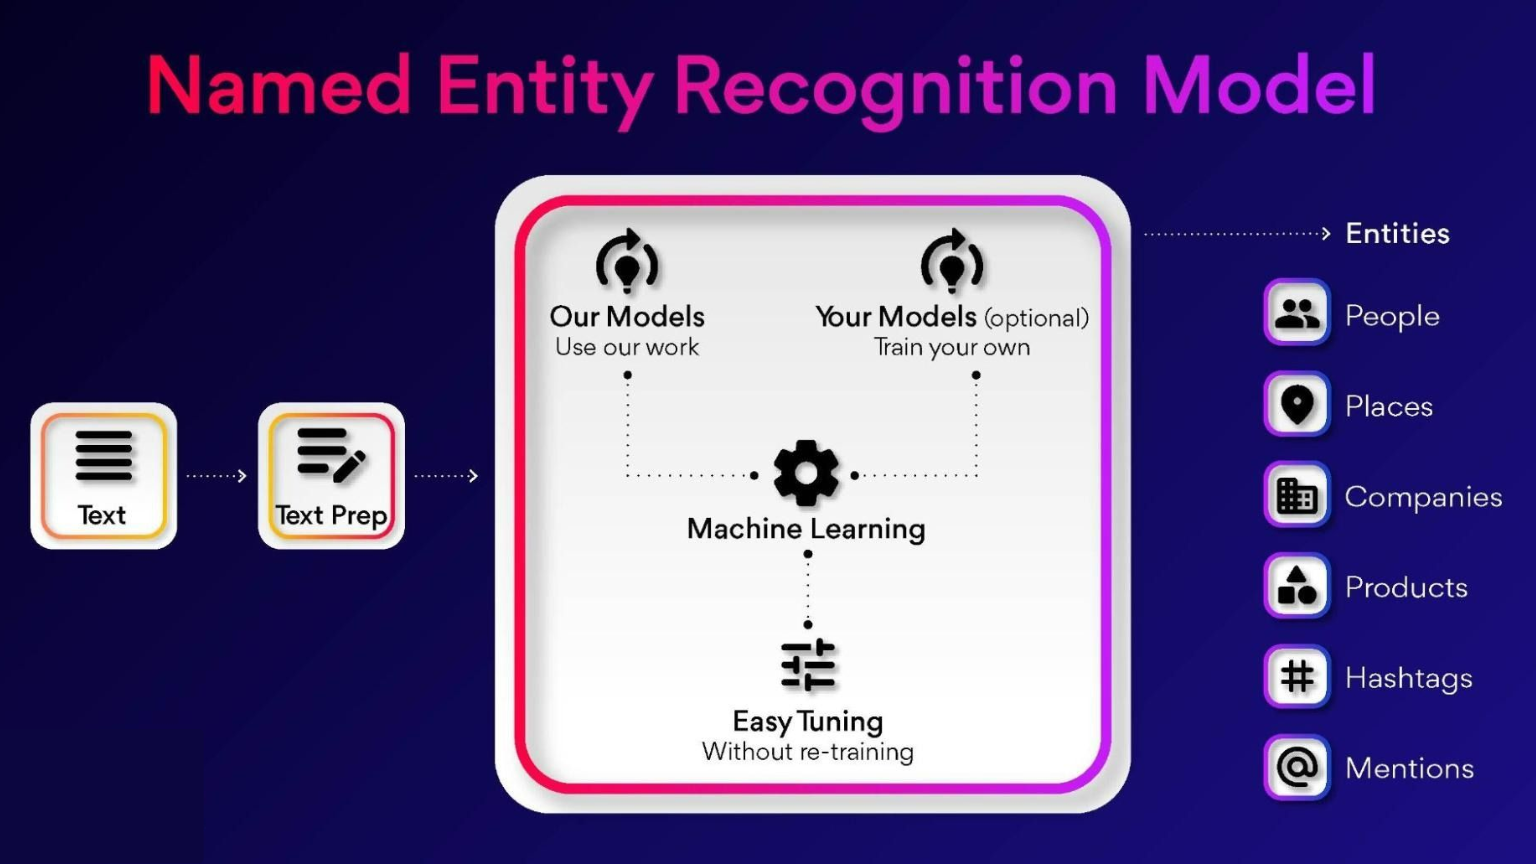 Named Entity Recognition Model
Text
Text Prep
Our Models
Use our work
Your Models (optional)
Train your own
Machine Learning
Easy Tuning
Without re-training
Entities
People
Places
Companies
Products
Hashtags
Mentions